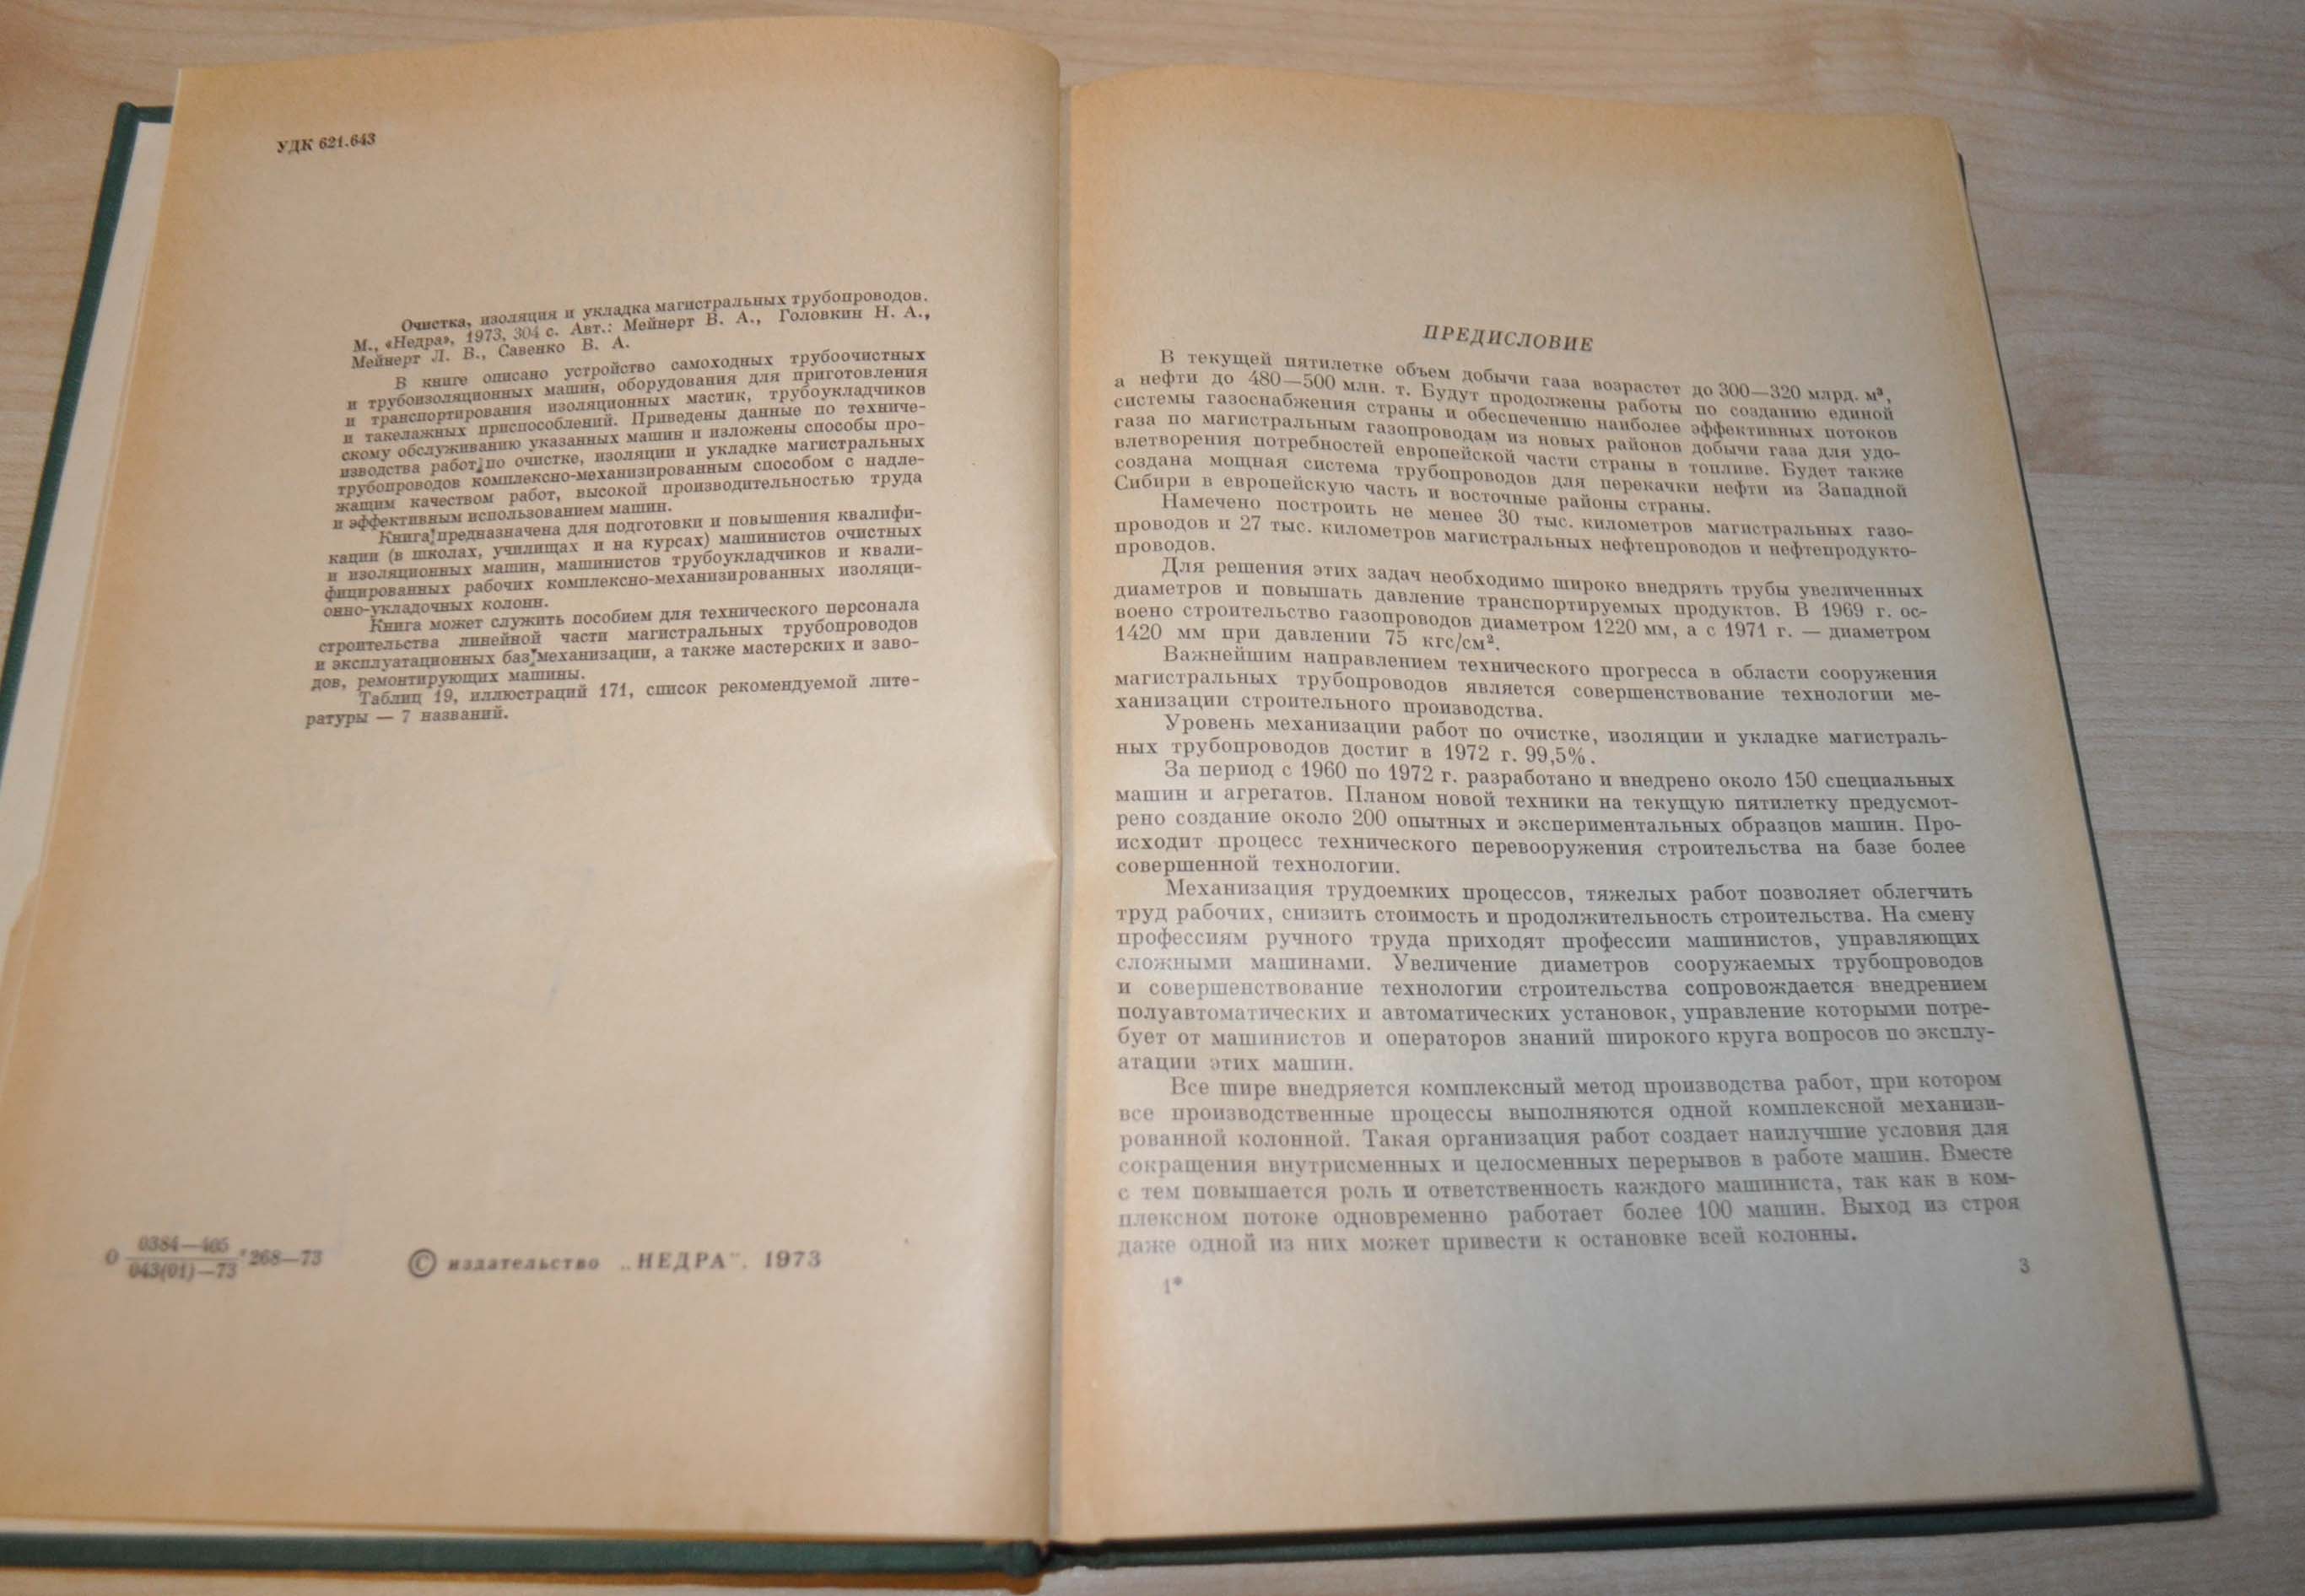 УДК 621.643
Очистка, изоляция и укладка магистральных трубопроводов.
М., «Недра», 1973, 304 с. Авт.: Мейнерт В. А., Головкин Н. А.,
Мейнерт Л. В., Савенко В. А.
В книге описано устройство самоходных трубоочистных
и трубоизоляционных машин, оборудования для приготовления
и транспортирования изоляционных мастик, трубоукладчиков
и такелажных приспособлений. Приведены данные по техниче-
скому обслуживанию указанных машин и изложены способы про-
изводства работ по очистке, изоляции и укладке магистральных
трубопроводов комплексно-механизированным способом с надле-
жащим качеством работ, высокой производительностью труда
и эффективным использованием машин.
Книга предназначена для подготовки и повышения квалифи-
кации (в школах, училищах и на курсах) машинистов очистных
и изоляционных машин, машинистов трубоукладчиков и квали-
фицированных рабочих комплексно-механизированных изоляци-
онно-укладочных колонн.
Книга может служить пособием для технического персонала
строительства линейной части магистральных трубопроводов
и эксплуатационных баз механизации, а также мастерских и заво-
дов, ремонтирующих машины.
Таблиц 19, иллюстраций 171, список рекомендуемой лите-
ратуры — 7 названий.
0384—405
О 043(01)—73 268—73
© издательство „НЕДРА", 1973
ПРЕДИСЛОВИЕ
В текущей пятилетке объем добычи газа возрастет до 300—320 млрд. м³,
а нефти до 480—500 млн. т. Будут продолжены работы по созданию единой
системы газоснабжения страны и обеспечению наиболее эффективных потоков
газа по магистральным газопроводам из новых районов добычи газа для удо-
влетворения потребностей европейской части страны в топливе. Будет также
создана мощная система трубопроводов для перекачки нефти из Западной
Сибири в европейскую часть и восточные районы страны.
Намечено построить не менее 30 тыс. километров магистральных газо-
проводов и 27 тыс. километров магистральных нефтепроводов и нефтепродукто-
проводов.
Для решения этих задач необходимо широко внедрять трубы увеличенных
диаметров и повышать давление транспортируемых продуктов. В 1969 г. ос-
воено строительство газопроводов диаметром 1220 мм, а с 1971 г. — диаметром
1420 мм при давлении 75 кгс/см².
Важнейшим направлением технического прогресса в области сооружения
магистральных трубопроводов является совершенствование технологии ме-
ханизации строительного производства.
Уровень механизации работ по очистке, изоляции и укладке магистраль-
ных трубопроводов достиг в 1972 г. 99,5%.
За период с 1960 по 1972 г. разработано и внедрено около 150 специальных
машин и агрегатов. Планом новой техники на текущую пятилетку предусмот-
рено создание около 200 опытных и экспериментальных образцов машин. Про-
исходит процесс технического перевооружения строительства на базе более
совершенной технологии.
Механизация трудоемких процессов, тяжелых работ позволяет облегчить
труд рабочих, снизить стоимость и продолжительность строительства. На смену
профессиям ручного труда приходят профессии машинистов, управляющих
сложными машинами. Увеличение диаметров сооружаемых трубопроводов
и совершенствование технологии строительства сопровождается внедрением
полуавтоматических и автоматических установок, управление которыми потре-
бует от машинистов и операторов знаний широкого круга вопросов по эксплу-
атации этих машин.
Все шире внедряется комплексный метод производства работ, при котором
все производственные процессы выполняются одной комплексной механизи-
рованной колонной. Такая организация работ создает наилучшие условия для
сокращения внутрисменных и целосменных перерывов в работе машин. Вместе
с тем повышается роль и ответственность каждого машиниста, так как в ком-
плексном потоке одновременно работает более 100 машин. Выход из строя
даже одной из них может привести к остановке всей колонны.
1*
3